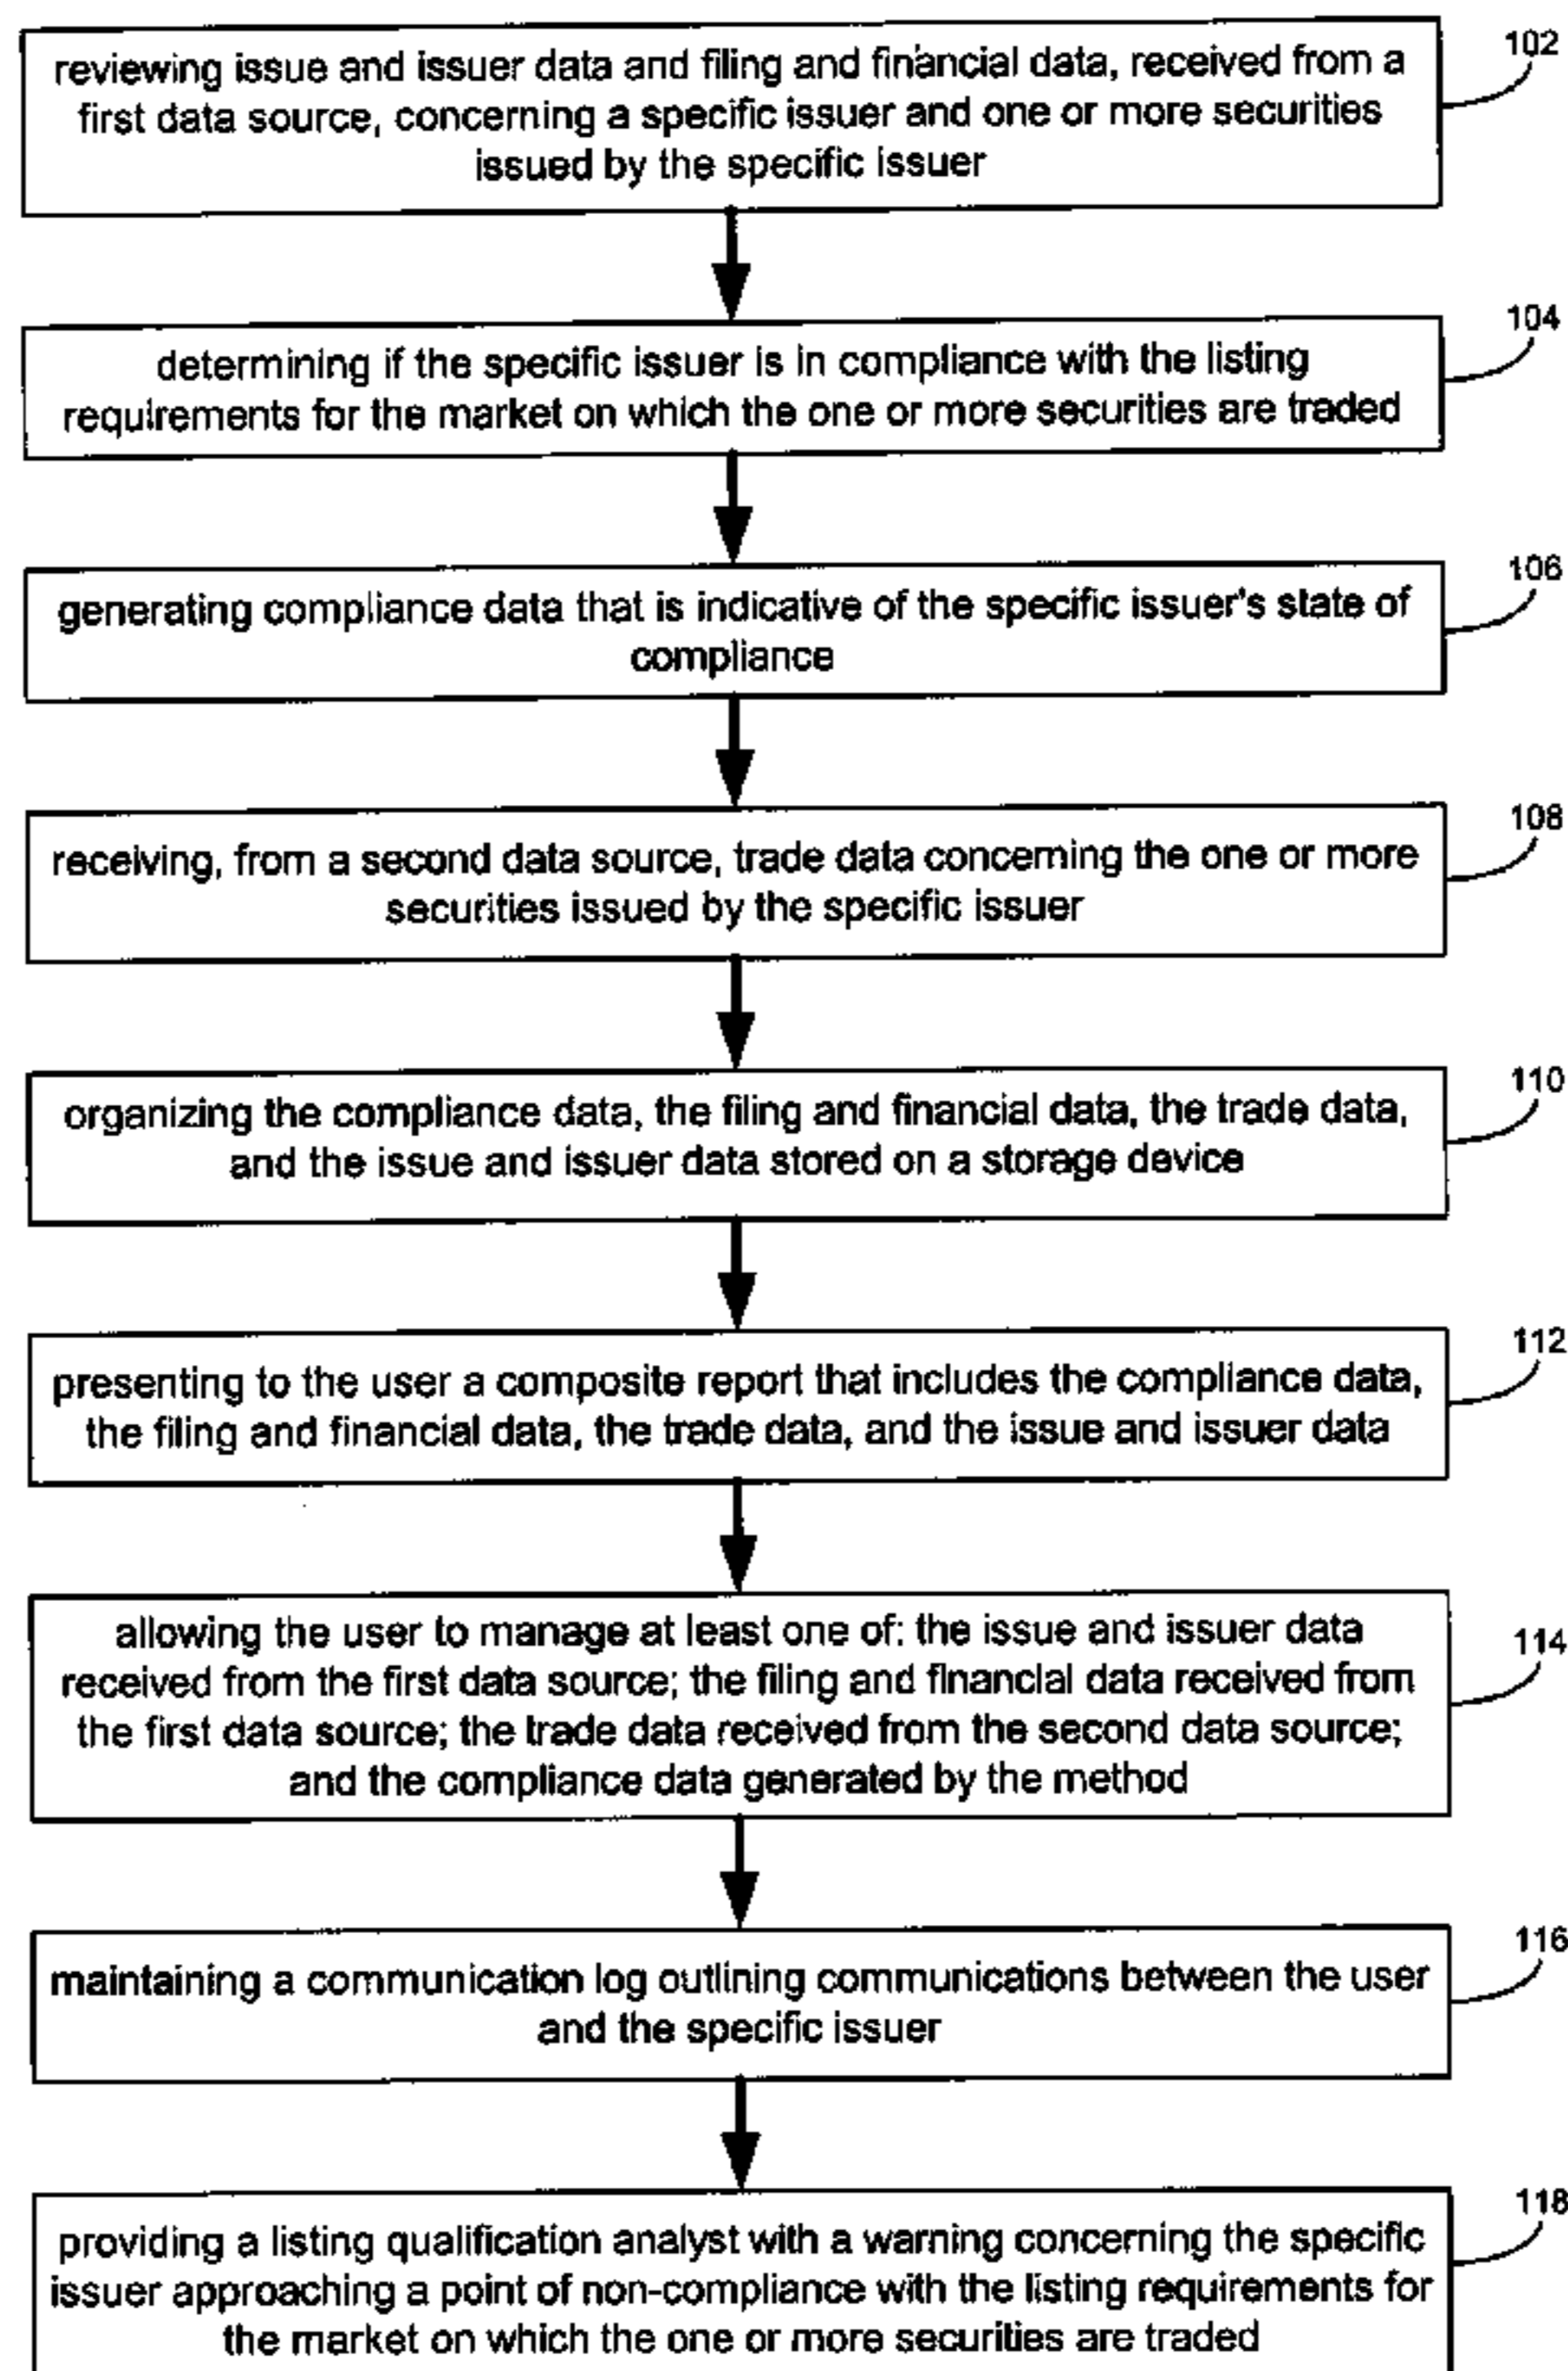 102
reviewing issue and issuer data and filing and financial data, received from a
first data source, concerning a specific issuer and one or more securities
issued by the specific issuer
104
determining if the specific issuer is in compliance with the listing
requirements for the market on which the one or more securities are traded
106
generating compliance data that is indicative of the specific issuer's state of
compliance
108
receiving, from a second data source, trade data concerning the one or more
securities issued by the specific issuer
110
organizing the compliance data, the filing and financial data, the trade data,
and the issue and issuer data stored on a storage device
112
presenting to the user a composite report that includes the compliance data,
the filing and financial data, the trade data, and the issue and issuer data
114
allowing the user to manage at least one of: the issue and issuer data
received from the first data source; the filing and financial data received from
the first data source; the trade data received from the second data source;
and the compliance data generated by the method
116
maintaining a communication log outlining communications between the user
and the specific issuer
118
providing a listing qualification analyst with a warning concerning the specific
issuer approaching a point of non-compliance with the listing requirements for
the market on which the one or more securities are traded